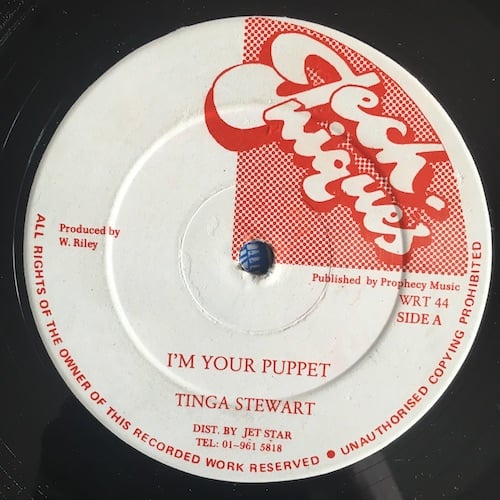 Tech.
niques
Produced by
W. Riley
Published by Prophecy Music
WRT 44
SIDE A
I'M YOUR PUPPET
TINGA STEWART
DIST. BY JET STAR
TEL: 01-961 5818
ALL RIGHTS OF THE OWNER OF THIS RECORDED WORK RESERVED ● UNAUTHORISED COPYING PROHIBITED